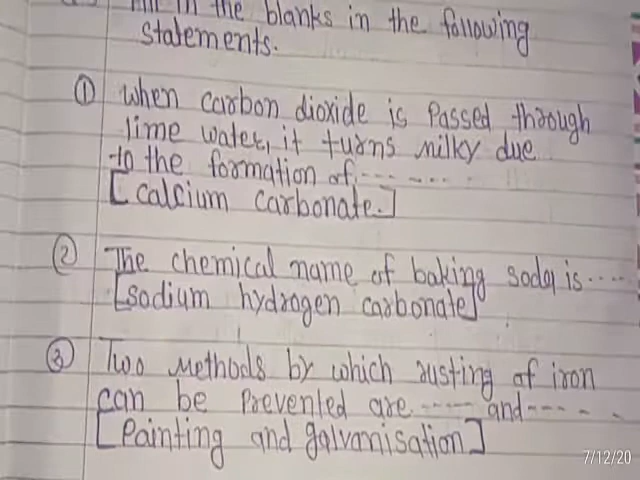 Fill in the blanks in the following
statements.
① When carbon dioxide is passed through
lime water, it turns milky due
to the formation of ---- ----
[calcium carbonate.]
② The chemical name of baking soda is ----
[sodium hydrogen carbonate]
③ Two methods by which rusting of iron
can be prevented are ---- and ----
[Painting and galvanisation]
7/12/20